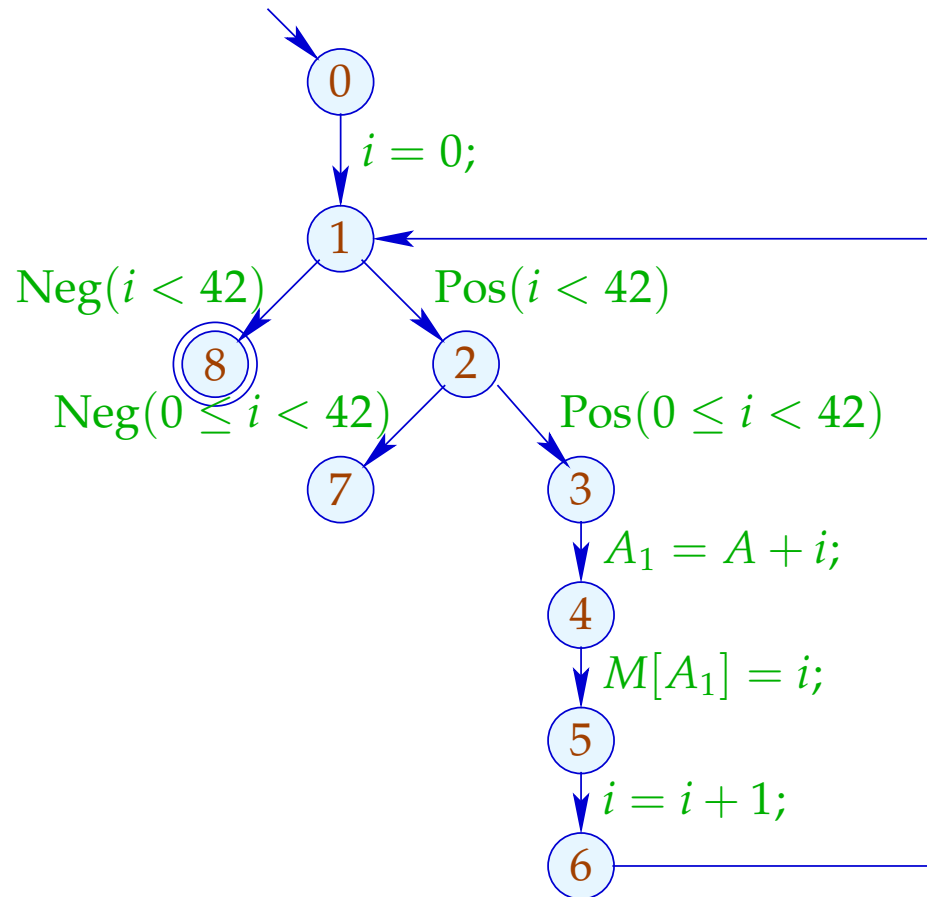 0
i = 0;
1
Neg(i < 42)
Pos(i < 42)
8
2
Neg(0 ≤ i < 42)
Pos(0 ≤ i < 42)
7
3
A₁ = A + i;
4
M[A₁] = i;
5
i = i + 1;
6